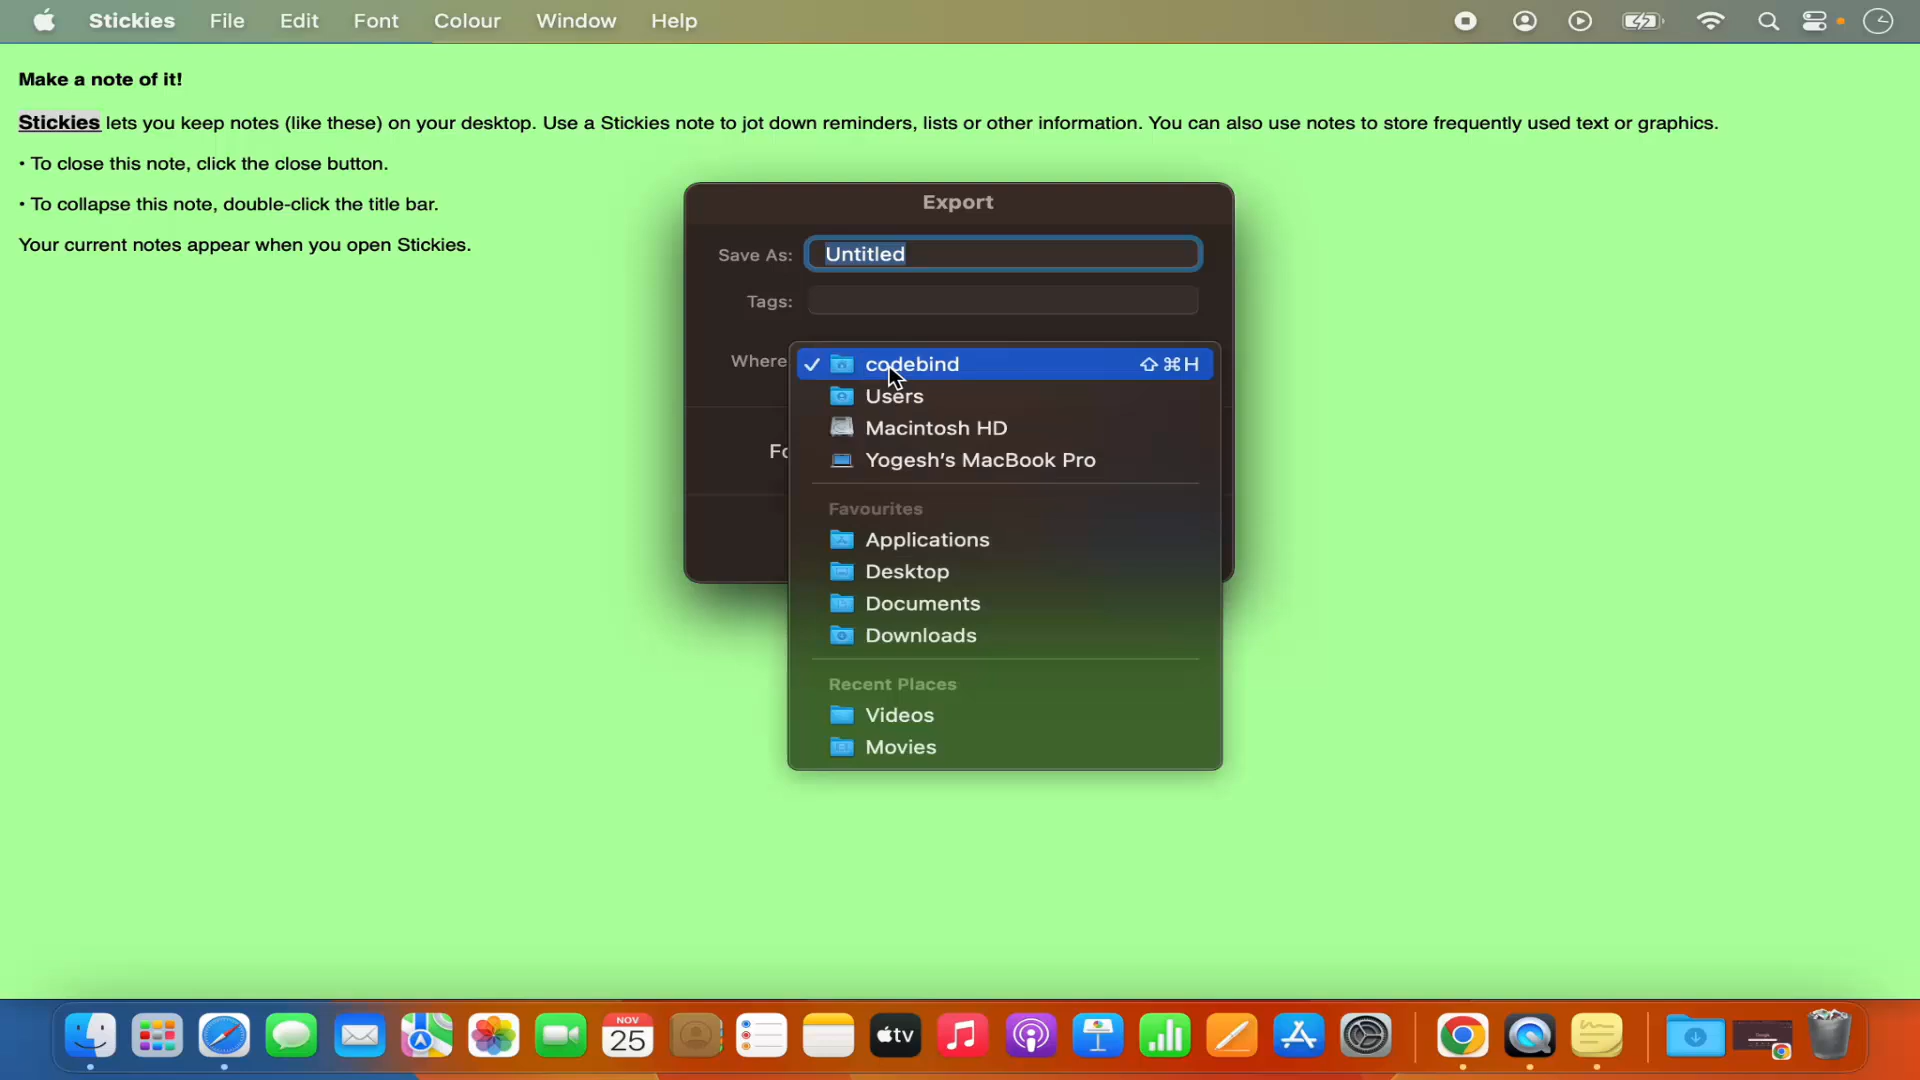 Stickies File Edit Font Colour Window Help
Make a note of it!
Stickies lets you keep notes (like these) on your desktop. Use a Stickies note to jot down reminders, lists or other information. You can also use notes to store frequently used text or graphics.
• To close this note, click the close button.
• To collapse this note, double-click the title bar.
Your current notes appear when you open Stickies.
Export
Save As: Untitled
Tags:
Where
✓ codebind ⇧⌘H
Users
Macintosh HD
Yogesh's MacBook Pro
Favourites
Applications
Desktop
Documents
Downloads
Recent Places
Videos
Movies
NOV
25
tv